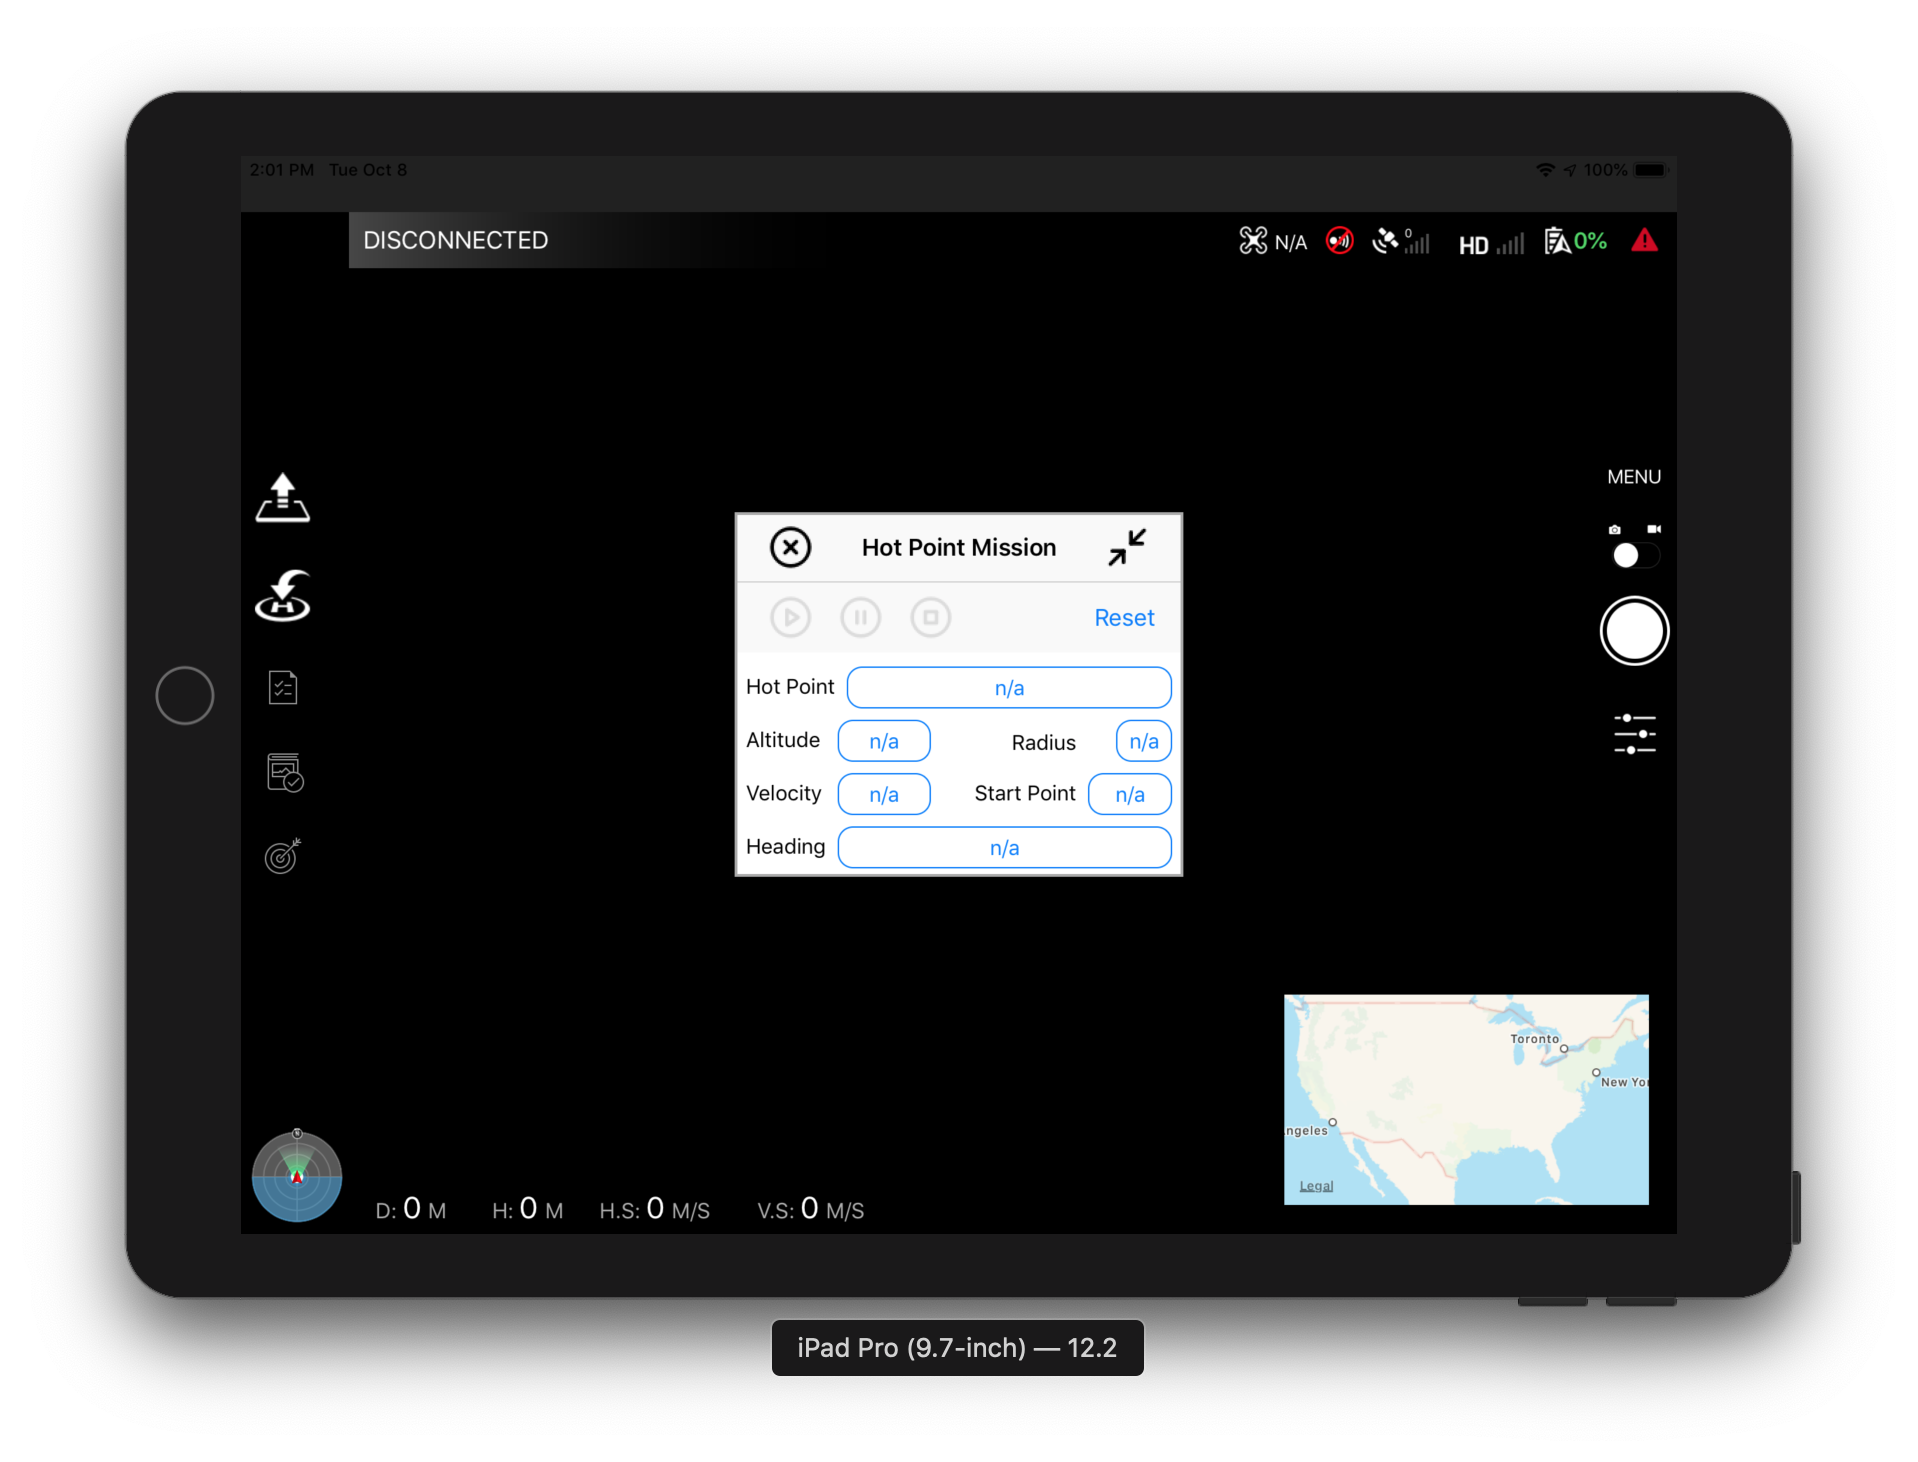 2:01 PM Tue Oct 8 100%
DISCONNECTED N/A 0 HD 0%
MENU
Hot Point Mission
Reset
Hot Point n/a
Altitude n/a Radius n/a
Velocity n/a Start Point n/a
Heading n/a
Toronto
New Yor
ngeles
Legal
D: 0 M H: 0 M H.S: 0 M/S V.S: 0 M/S
iPad Pro (9.7-inch) — 12.2